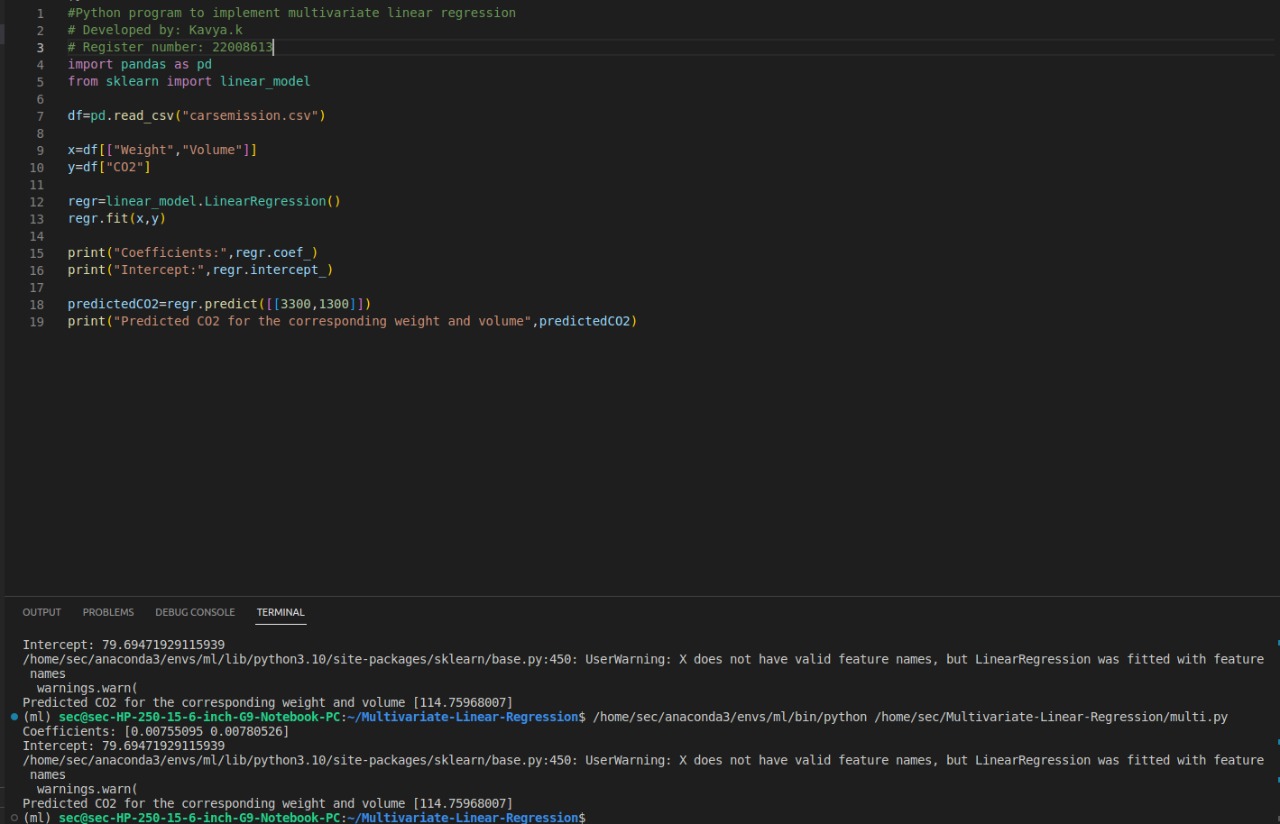 1 #Python program to implement multivariate linear regression
2 # Developed by: Kavya.k
3 # Register number: 22008613
4 import pandas as pd
5 from sklearn import linear_model
6
7 df=pd.read_csv("carsemission.csv")
8
9 x=df[["Weight","Volume"]]
10 y=df["CO2"]
11
12 regr=linear_model.LinearRegression()
13 regr.fit(x,y)
14
15 print("Coefficients:",regr.coef_)
16 print("Intercept:",regr.intercept_)
17
18 predictedCO2=regr.predict([[3300,1300]])
19 print("Predicted CO2 for the corresponding weight and volume",predictedCO2)
OUTPUT PROBLEMS DEBUG CONSOLE TERMINAL
Intercept: 79.69471929115939
/home/sec/anaconda3/envs/ml/lib/python3.10/site-packages/sklearn/base.py:450: UserWarning: X does not have valid feature names, but LinearRegression was fitted with feature
names
warnings.warn(
Predicted CO2 for the corresponding weight and volume [114.75968007]
(ml) sec@sec-HP-250-15-6-inch-G9-Notebook-PC:~/Multivariate-Linear-Regression$ /home/sec/anaconda3/envs/ml/bin/python /home/sec/Multivariate-Linear-Regression/multi.py
Coefficients: [0.00755095 0.00780526]
Intercept: 79.69471929115939
/home/sec/anaconda3/envs/ml/lib/python3.10/site-packages/sklearn/base.py:450: UserWarning: X does not have valid feature names, but LinearRegression was fitted with feature
names
warnings.warn(
Predicted CO2 for the corresponding weight and volume [114.75968007]
(ml) sec@sec-HP-250-15-6-inch-G9-Notebook-PC:~/Multivariate-Linear-Regression$